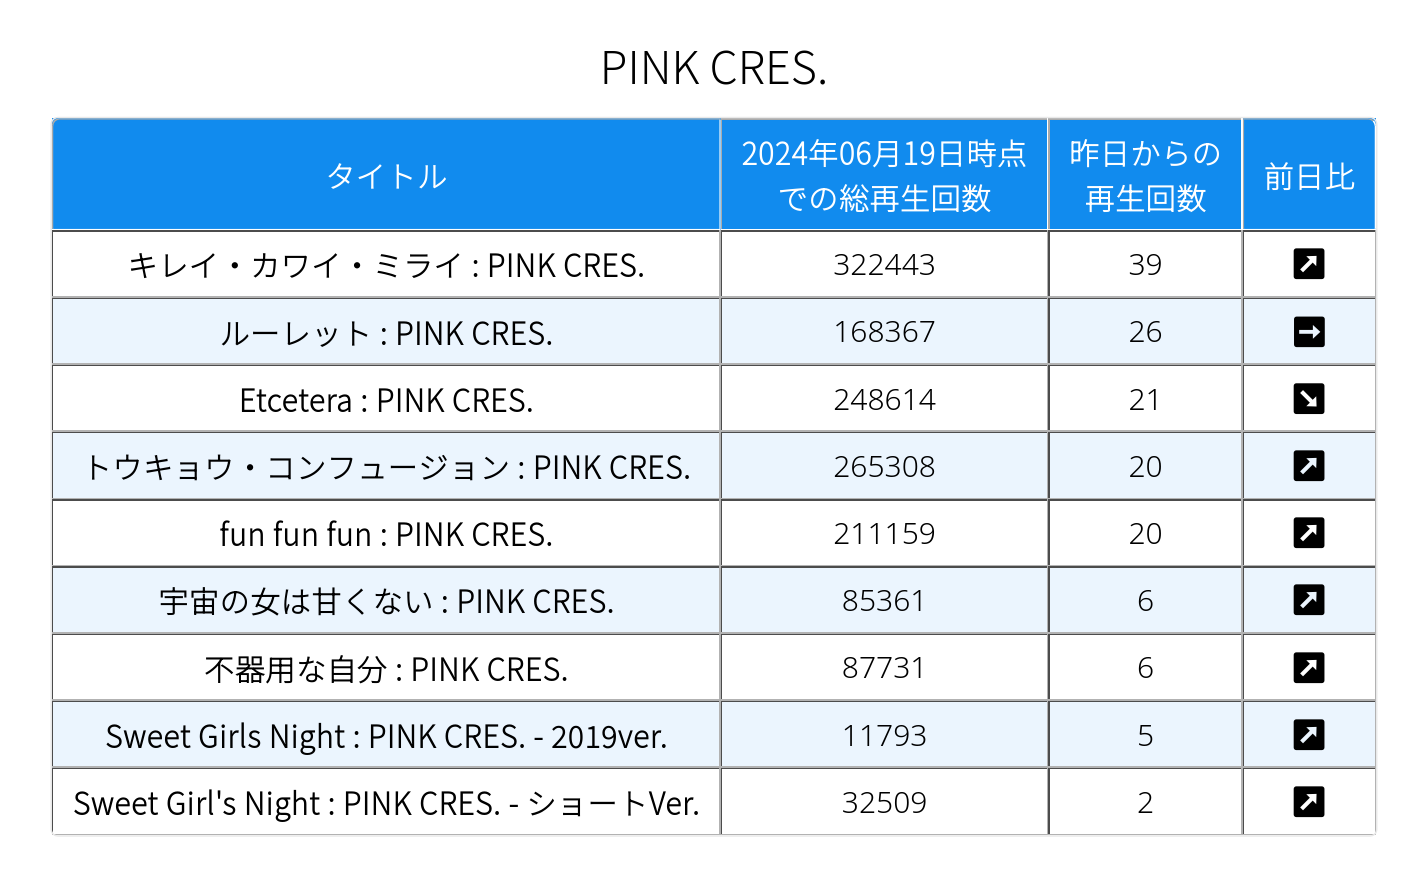 PINK CRES.
タイトル
2024年06月19日時点
での総再生回数
昨日からの
再生回数
前日比
キレイ・カワイ・ミライ : PINK CRES. 322443 39 ↗
ルーレット : PINK CRES. 168367 26 →
Etcetera : PINK CRES. 248614 21 ↘
トウキョウ・コンフュージョン : PINK CRES. 265308 20 ↗
fun fun fun : PINK CRES. 211159 20 ↗
宇宙の女は甘くない : PINK CRES. 85361 6 ↗
不器用な自分 : PINK CRES. 87731 6 ↗
Sweet Girls Night : PINK CRES. - 2019ver. 11793 5 ↗
Sweet Girl's Night : PINK CRES. - ショートVer. 32509 2 ↗